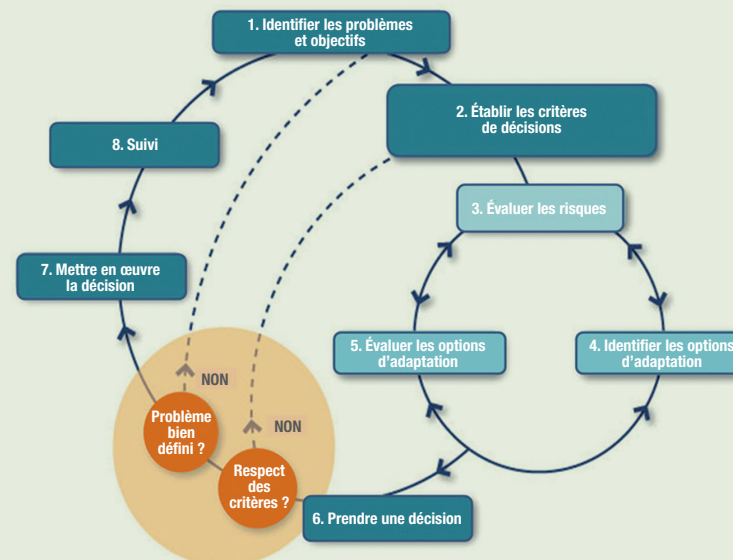 1. Identifier les problèmes
et objectifs
2. Établir les critères
de décisions
8. Suivi
3. Évaluer les risques
7. Mettre en œuvre
la décision
5. Évaluer les options
d'adaptation
4. Identifier les options
d'adaptation
NON
Problème
bien
défini ?
NON
Respect
des
critères ?
6. Prendre une décision